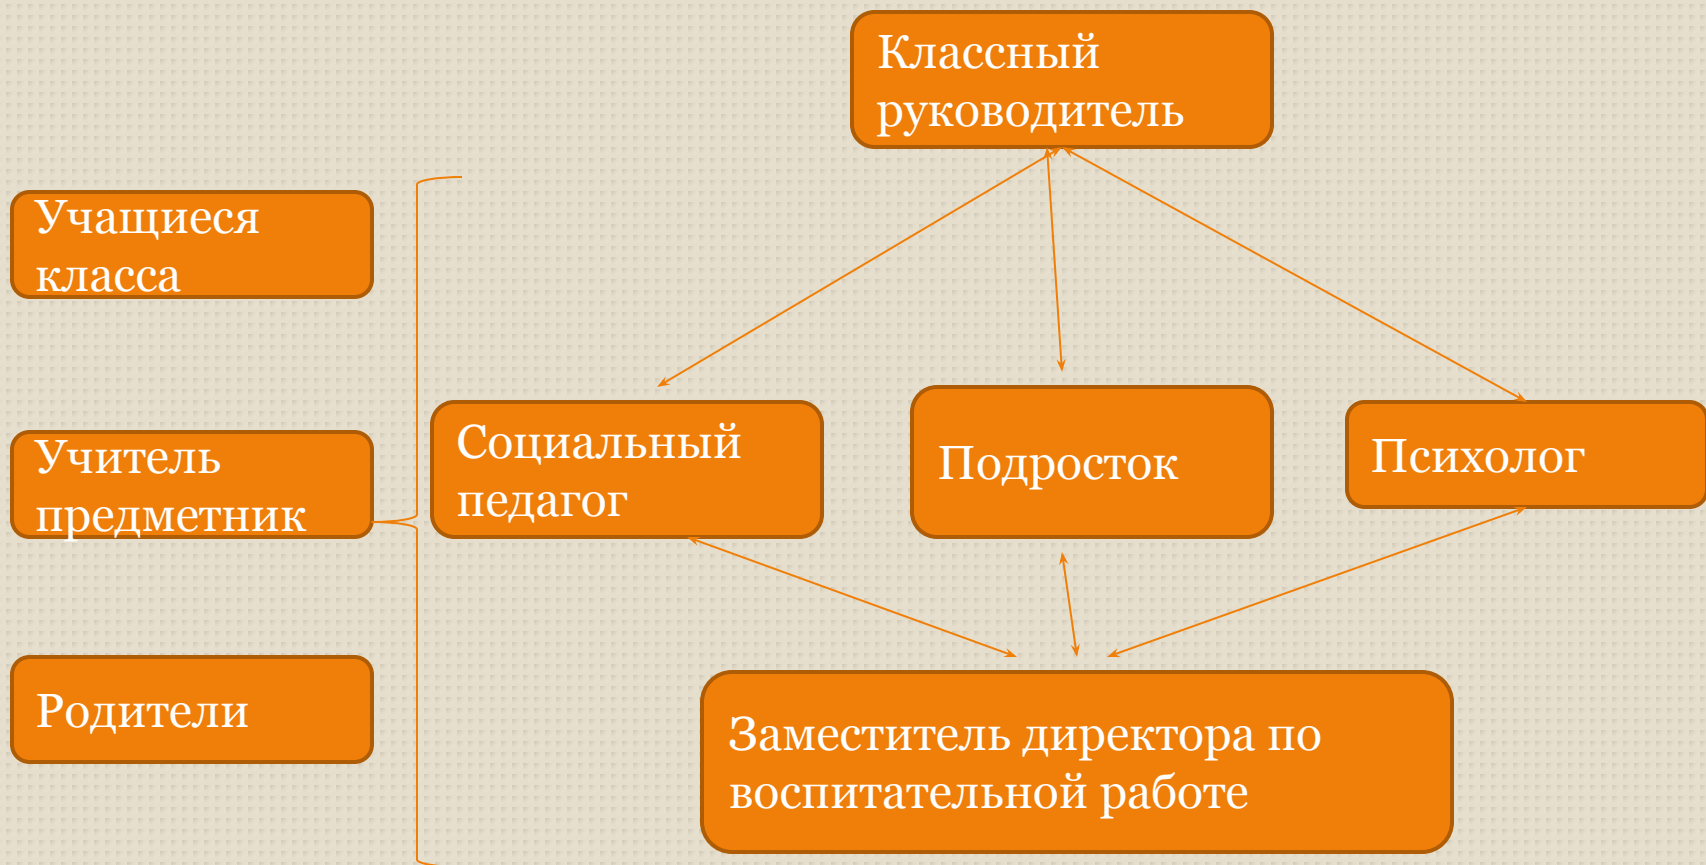 Классный
руководитель
Учащиеся
класса
Учитель
предметник
Социальный
педагог
Подросток
Психолог
Родители
Заместитель директора по
воспитательной работе